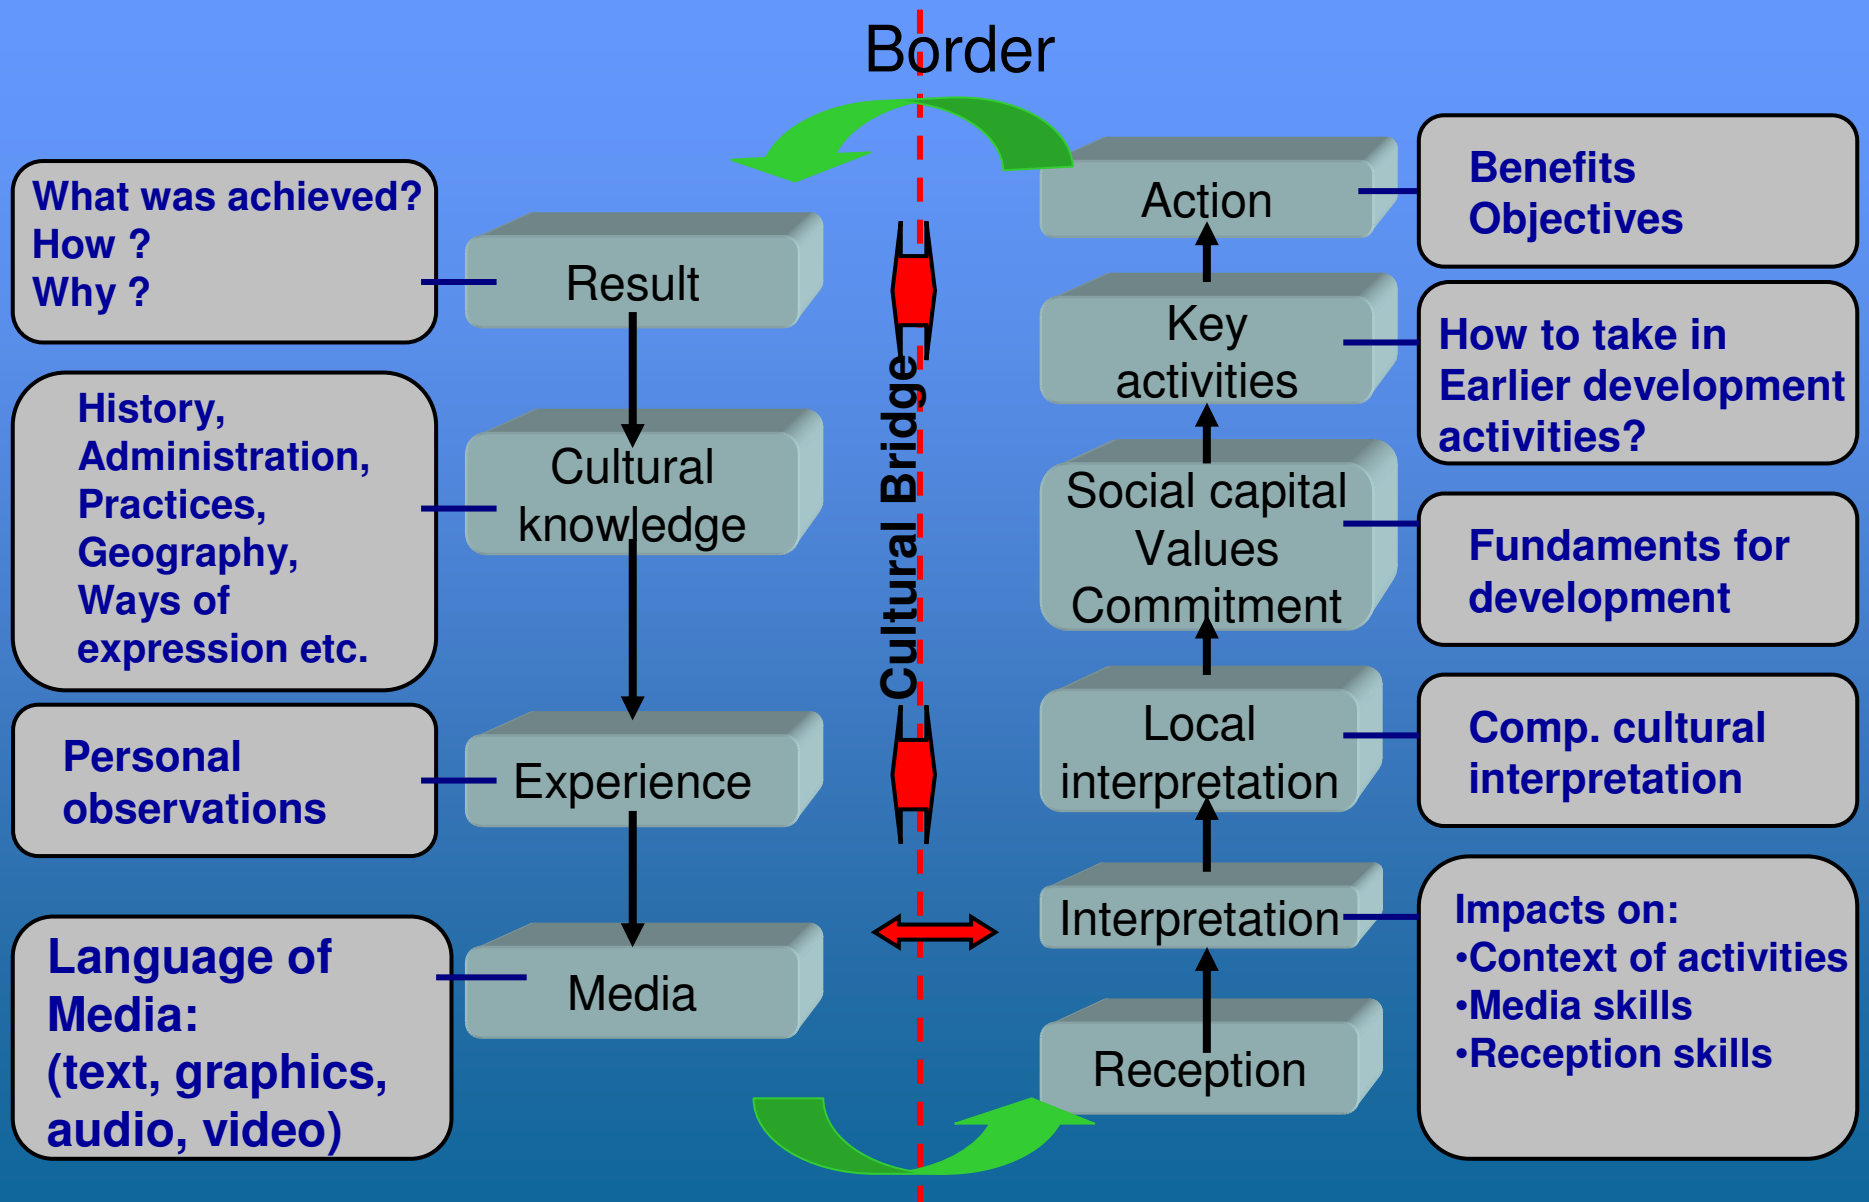 Border
What was achieved?
How ?
Why ?
Result
History,
Administration,
Practices,
Geography,
Ways of
expression etc.
Cultural
knowledge
Personal
observations
Experience
Language of
Media:
(text, graphics,
audio, video)
Media
Cultural Bridge
Action
Benefits
Objectives
Key
activities
How to take in
Earlier development
activities?
Social capital
Values
Commitment
Fundaments for
development
Local
interpretation
Comp. cultural
interpretation
Interpretation
Impacts on:
•Context of activities
•Media skills
•Reception skills
Reception